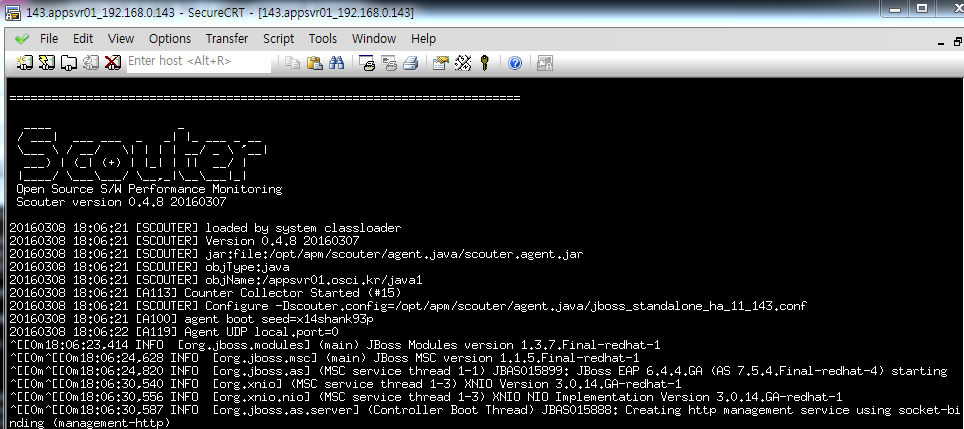 143.appsvr01_192.168.0.143 - SecureCRT - [143.appsvr01_192.168.0.143]
File Edit View Options Transfer Script Tools Window Help
Enter host <Alt+R>
=========================================================================
Scouter
Open Source S/W Performance Monitoring
Scouter version 0.4.8 20160307
20160308 18:06:21 [SCOUTER] loaded by system classloader
20160308 18:06:21 [SCOUTER] Version 0.4.8 20160307
20160308 18:06:21 [SCOUTER] jar:file:/opt/apm/scouter/agent.java/scouter.agent.jar
20160308 18:06:21 [SCOUTER] objType:java
20160308 18:06:21 [SCOUTER] objName:/appsvr01.osci.kr/java1
20160308 18:06:21 [A113] Counter Collector Started (#15)
20160308 18:06:21 [SCOUTER] Configure -Dscouter.config=/opt/apm/scouter/agent.java/jboss_standalone_ha_11_143.conf
20160308 18:06:21 [A100] agent boot seed=x14shank93p
20160308 18:06:22 [A119] Agent UDP local.port=0
^[[0m^[[0m18:06:23,414 INFO  [org.jboss.modules] (main) JBoss Modules version 1.3.7.Final-redhat-1
^[[0m^[[0m18:06:24,628 INFO  [org.jboss.msc] (main) JBoss MSC version 1.1.5.Final-redhat-1
^[[0m^[[0m18:06:24,820 INFO  [org.jboss.as] (MSC service thread 1-1) JBAS015899: JBoss EAP 6.4.4.GA (AS 7.5.4.Final-redhat-4) starting
^[[0m^[[0m18:06:30,540 INFO  [org.xnio] (MSC service thread 1-3) XNIO Version 3.0.14.GA-redhat-1
^[[0m^[[0m18:06:30,556 INFO  [org.xnio.nio] (MSC service thread 1-3) XNIO NIO Implementation Version 3.0.14.GA-redhat-1
^[[0m^[[0m18:06:30,587 INFO  [org.jboss.as.server] (Controller Boot Thread) JBAS015888: Creating http management service using socket-bi
nding (management-http)